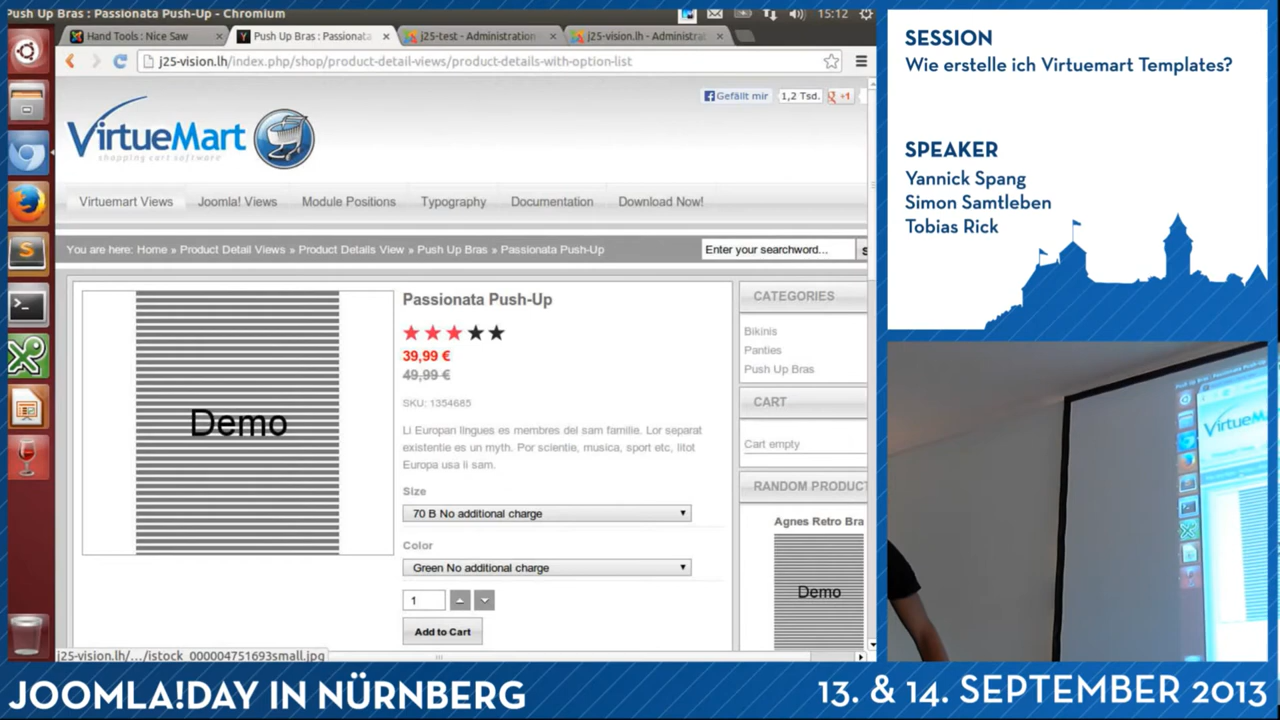 Push Up Bras : Passionata Push-Up - Chromium
15:12
Hand Tools : Nice Saw
Push Up Bras : Passionata
j25-test - Administration
j25-vision.lh - Administrat
j25-vision.lh/index.php/shop/product-detail-views/product-details-with-option-list
Gefällt mir
1,2 Tsd.
+1
VirtueMart
shopping cart software
Virtuemart Views
Joomla! Views
Module Positions
Typography
Documentation
Download Now!
You are here: Home » Product Detail Views » Product Details View » Push Up Bras » Passionata Push-Up
Enter your searchword...
s
Demo
Passionata Push-Up
39,99 €
49,99 €
SKU: 1354685
Li Europan lingues es membres del sam familie. Lor separat
existentie es un myth. Por scientie, musica, sport etc, litot
Europa usa li sam.
Size
70 B No additional charge
Color
Green No additional charge
1
Add to Cart
CATEGORIES
Bikinis
Panties
Push Up Bras
CART
Cart empty
RANDOM PRODUCT
Agnes Retro Bra
Demo
j25-vision.lh/.../istock_000004751693small.jpg
SESSION
Wie erstelle ich Virtuemart Templates?
SPEAKER
Yannick Spang
Simon Samtleben
Tobias Rick
VirtueM
JOOMLA!DAY IN NÜRNBERG
13. & 14. SEPTEMBER 2013